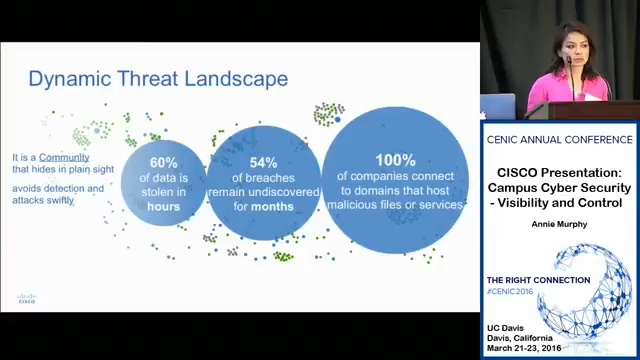 Dynamic Threat Landscape
It is a Community
that hides in plain sight
avoids detection and
attacks swiftly
60%
of data is
stolen in
hours
54%
of breaches
remain undiscovered
for months
100%
of companies connect
to domains that host
malicious files or services
CISCO
CENIC ANNUAL CONFERENCE
CISCO Presentation:
Campus Cyber Security
- Visibility and Control
Annie Murphy
THE RIGHT CONNECTION
#CENIC2016
UC Davis
Davis, California
March 21-23, 2016